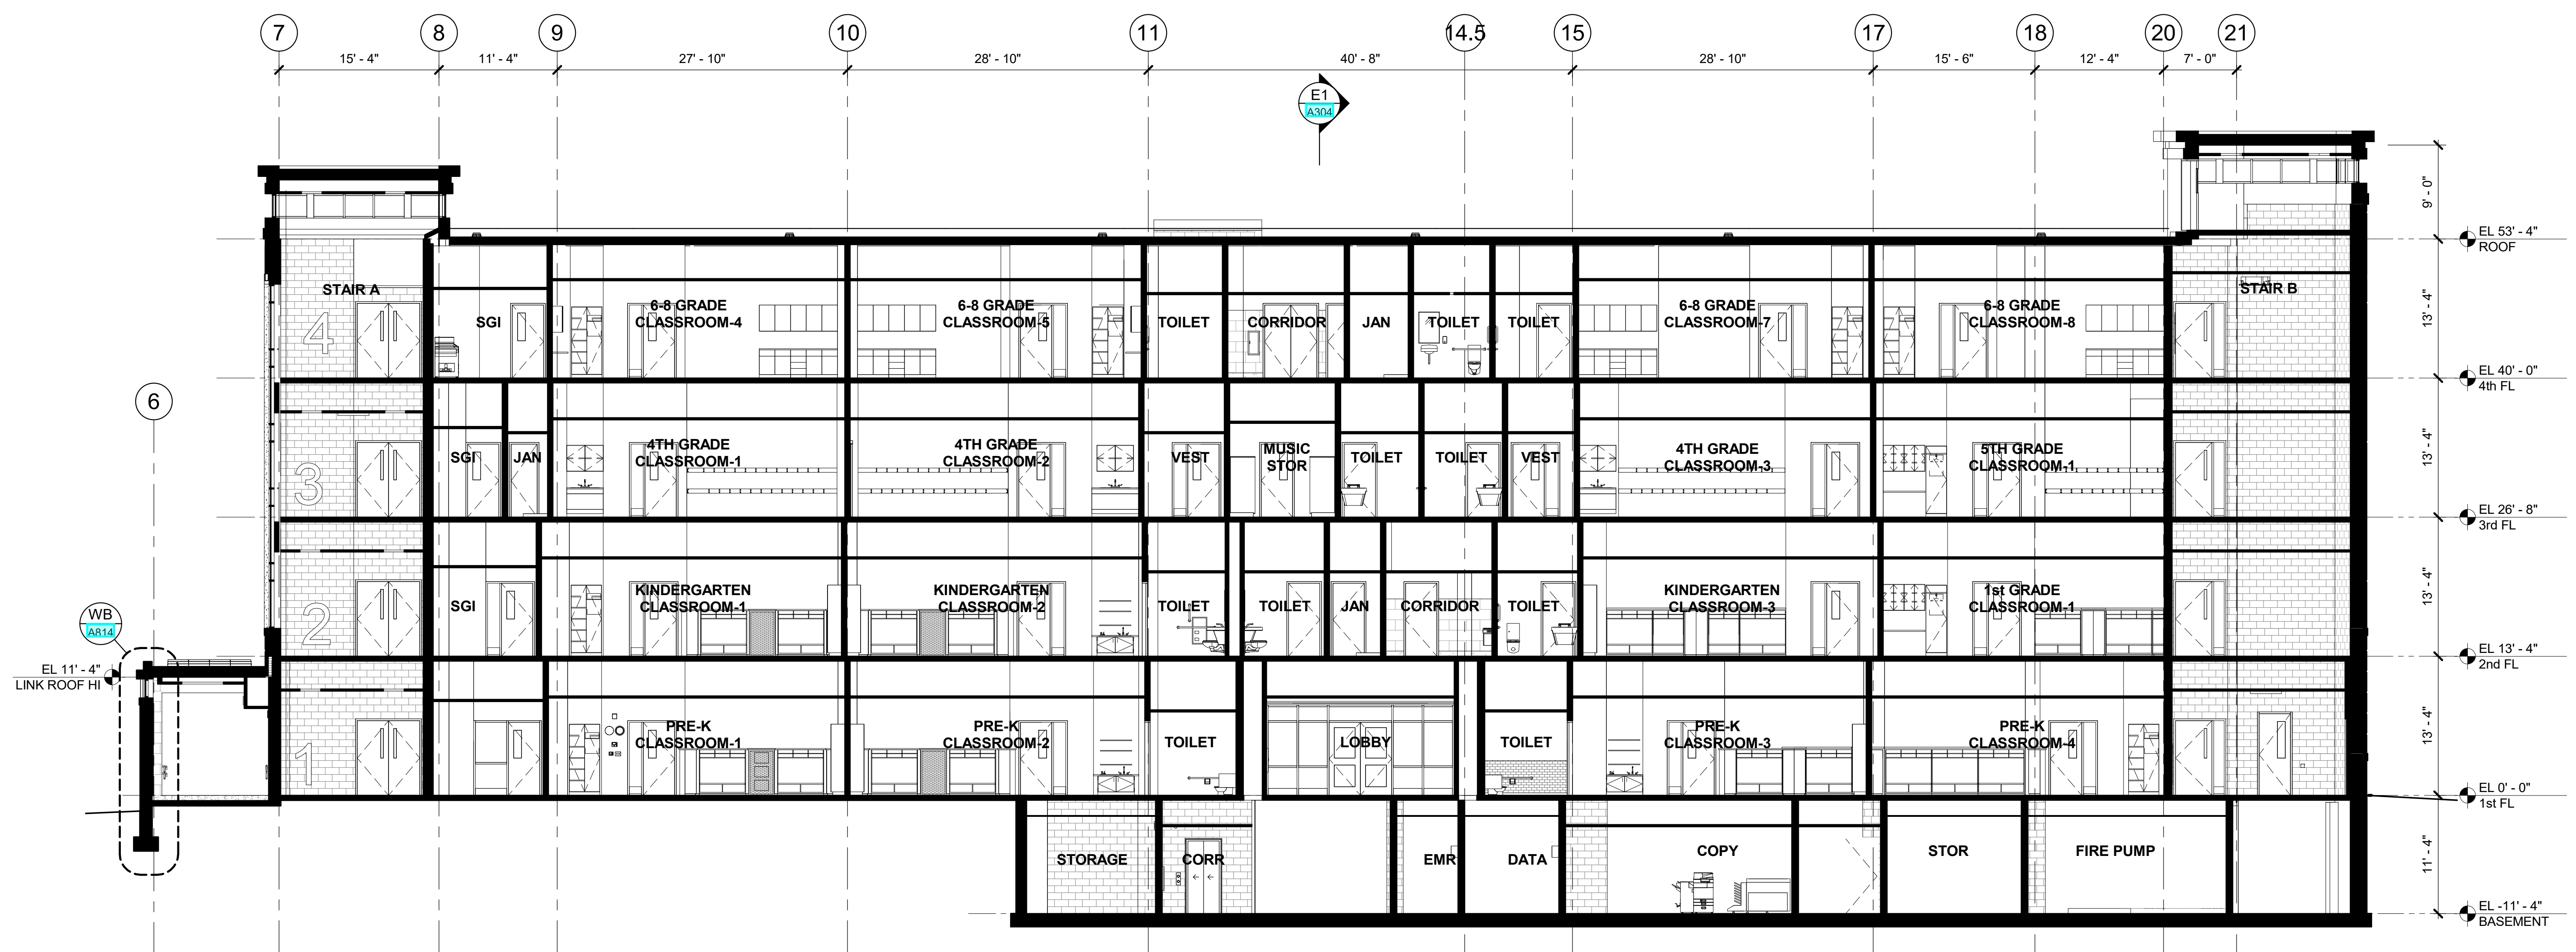 7
8
9
10
11
14.5
15
17
18
20
21
15' - 4"
11' - 4"
27' - 10"
28' - 10"
40' - 8"
28' - 10"
15' - 6"
12' - 4"
7' - 0"
E1
A304
9' - 0"
EL 53' - 4"
ROOF
STAIR A
4
SGI
6-8 GRADE
CLASSROOM-4
6-8 GRADE
CLASSROOM-5
TOILET
CORRIDOR
JAN
TOILET
TOILET
6-8 GRADE
CLASSROOM-7
6-8 GRADE
CLASSROOM-8
STAIR B
13' - 4"
EL 40' - 0"
4th FL
6
3
SGI
JAN
4TH GRADE
CLASSROOM-1
4TH GRADE
CLASSROOM-2
VEST
MUSIC
STOR
TOILET
TOILET
VEST
4TH GRADE
CLASSROOM-3
5TH GRADE
CLASSROOM-1
13' - 4"
EL 26' - 8"
3rd FL
2
SGI
KINDERGARTEN
CLASSROOM-1
KINDERGARTEN
CLASSROOM-2
TOILET
TOILET
JAN
CORRIDOR
TOILET
KINDERGARTEN
CLASSROOM-3
1st GRADE
CLASSROOM-1
13' - 4"
EL 13' - 4"
2nd FL
WB
A814
EL 11' - 4"
LINK ROOF HI
1
PRE-K
CLASSROOM-1
PRE-K
CLASSROOM-2
TOILET
LOBBY
TOILET
PRE-K
CLASSROOM-3
PRE-K
CLASSROOM-4
13' - 4"
EL 0' - 0"
1st FL
STORAGE
CORR
EMR
DATA
COPY
STOR
FIRE PUMP
11' - 4"
EL -11' - 4"
BASEMENT